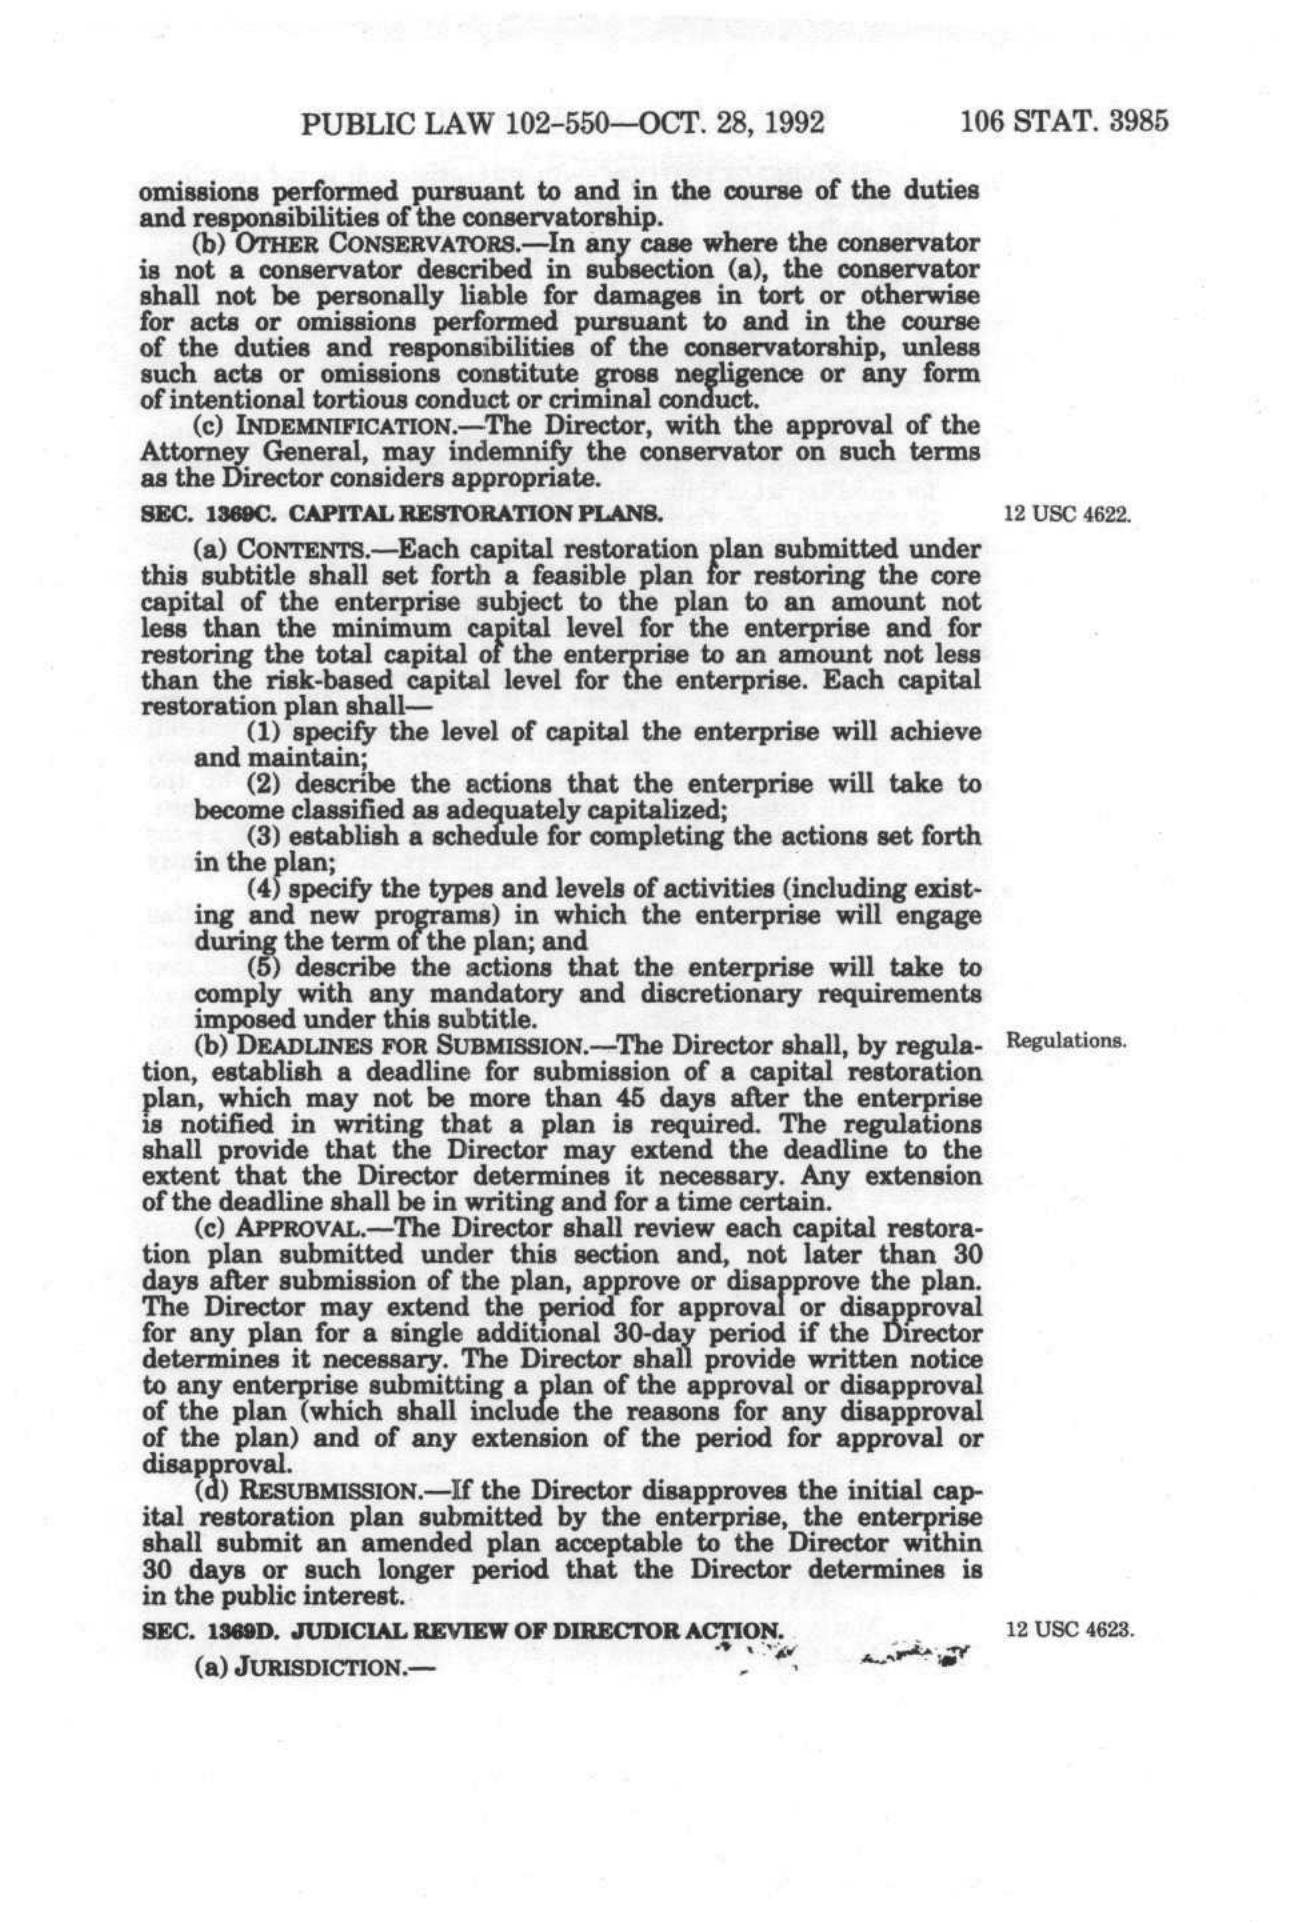 PUBLIC LAW 102–550—OCT. 28, 1992 106 STAT. 3985
omissions performed pursuant to and in the course of the duties
and responsibilities of the conservatorship.
(b) OTHER CONSERVATORS.—In any case where the conservator
is not a conservator described in subsection (a), the conservator
shall not be personally liable for damages in tort or otherwise
for acts or omissions performed pursuant to and in the course
of the duties and responsibilities of the conservatorship, unless
such acts or omissions constitute gross negligence or any form
of intentional tortious conduct or criminal conduct.
(c) INDEMNIFICATION.—The Director, with the approval of the
Attorney General, may indemnify the conservator on such terms
as the Director considers appropriate.
SEC. 1369C. CAPITAL RESTORATION PLANS. 12 USC 4622.
(a) CONTENTS.—Each capital restoration plan submitted under
this subtitle shall set forth a feasible plan for restoring the core
capital of the enterprise subject to the plan to an amount not
less than the minimum capital level for the enterprise and for
restoring the total capital of the enterprise to an amount not less
than the risk-based capital level for the enterprise. Each capital
restoration plan shall—
(1) specify the level of capital the enterprise will achieve
and maintain;
(2) describe the actions that the enterprise will take to
become classified as adequately capitalized;
(3) establish a schedule for completing the actions set forth
in the plan;
(4) specify the types and levels of activities (including exist-
ing and new programs) in which the enterprise will engage
during the term of the plan; and
(5) describe the actions that the enterprise will take to
comply with any mandatory and discretionary requirements
imposed under this subtitle.
(b) DEADLINES FOR SUBMISSION.—The Director shall, by regula- Regulations.
tion, establish a deadline for submission of a capital restoration
plan, which may not be more than 45 days after the enterprise
is notified in writing that a plan is required. The regulations
shall provide that the Director may extend the deadline to the
extent that the Director determines it necessary. Any extension
of the deadline shall be in writing and for a time certain.
(c) APPROVAL.—The Director shall review each capital restora-
tion plan submitted under this section and, not later than 30
days after submission of the plan, approve or disapprove the plan.
The Director may extend the period for approval or disapproval
for any plan for a single additional 30-day period if the Director
determines it necessary. The Director shall provide written notice
to any enterprise submitting a plan of the approval or disapproval
of the plan (which shall include the reasons for any disapproval
of the plan) and of any extension of the period for approval or
disapproval.
(d) RESUBMISSION.—If the Director disapproves the initial cap-
ital restoration plan submitted by the enterprise, the enterprise
shall submit an amended plan acceptable to the Director within
30 days or such longer period that the Director determines is
in the public interest.
SEC. 1369D. JUDICIAL REVIEW OF DIRECTOR ACTION. 12 USC 4623.
(a) JURISDICTION.—